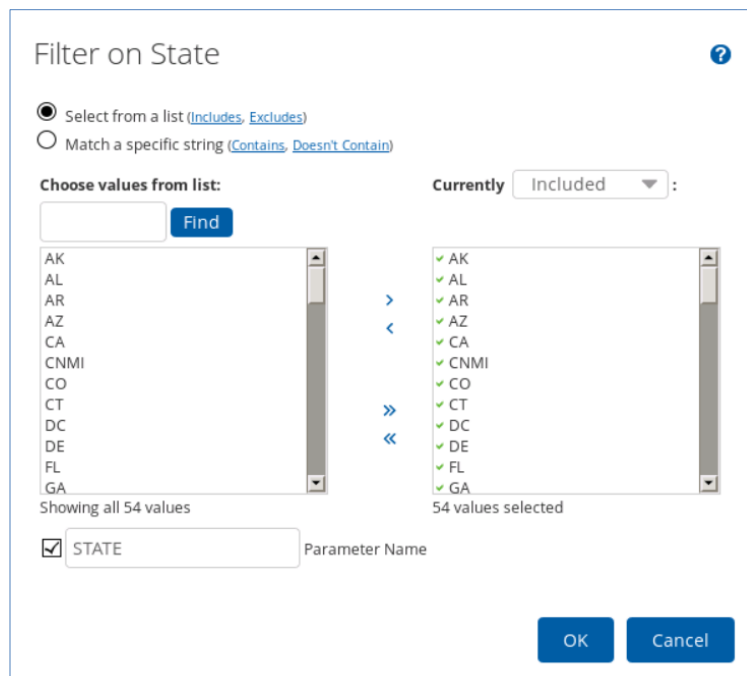 Filter on State
?
Select from a list (Includes, Excludes)
Match a specific string (Contains, Doesn't Contain)
Choose values from list:
Find
AK
AL
AR
AZ
CA
CNMI
CO
CT
DC
DE
FL
GA
Showing all 54 values
Currently Included :
AK
AL
AR
AZ
CA
CNMI
CO
CT
DC
DE
FL
GA
54 values selected
STATE Parameter Name
OK Cancel